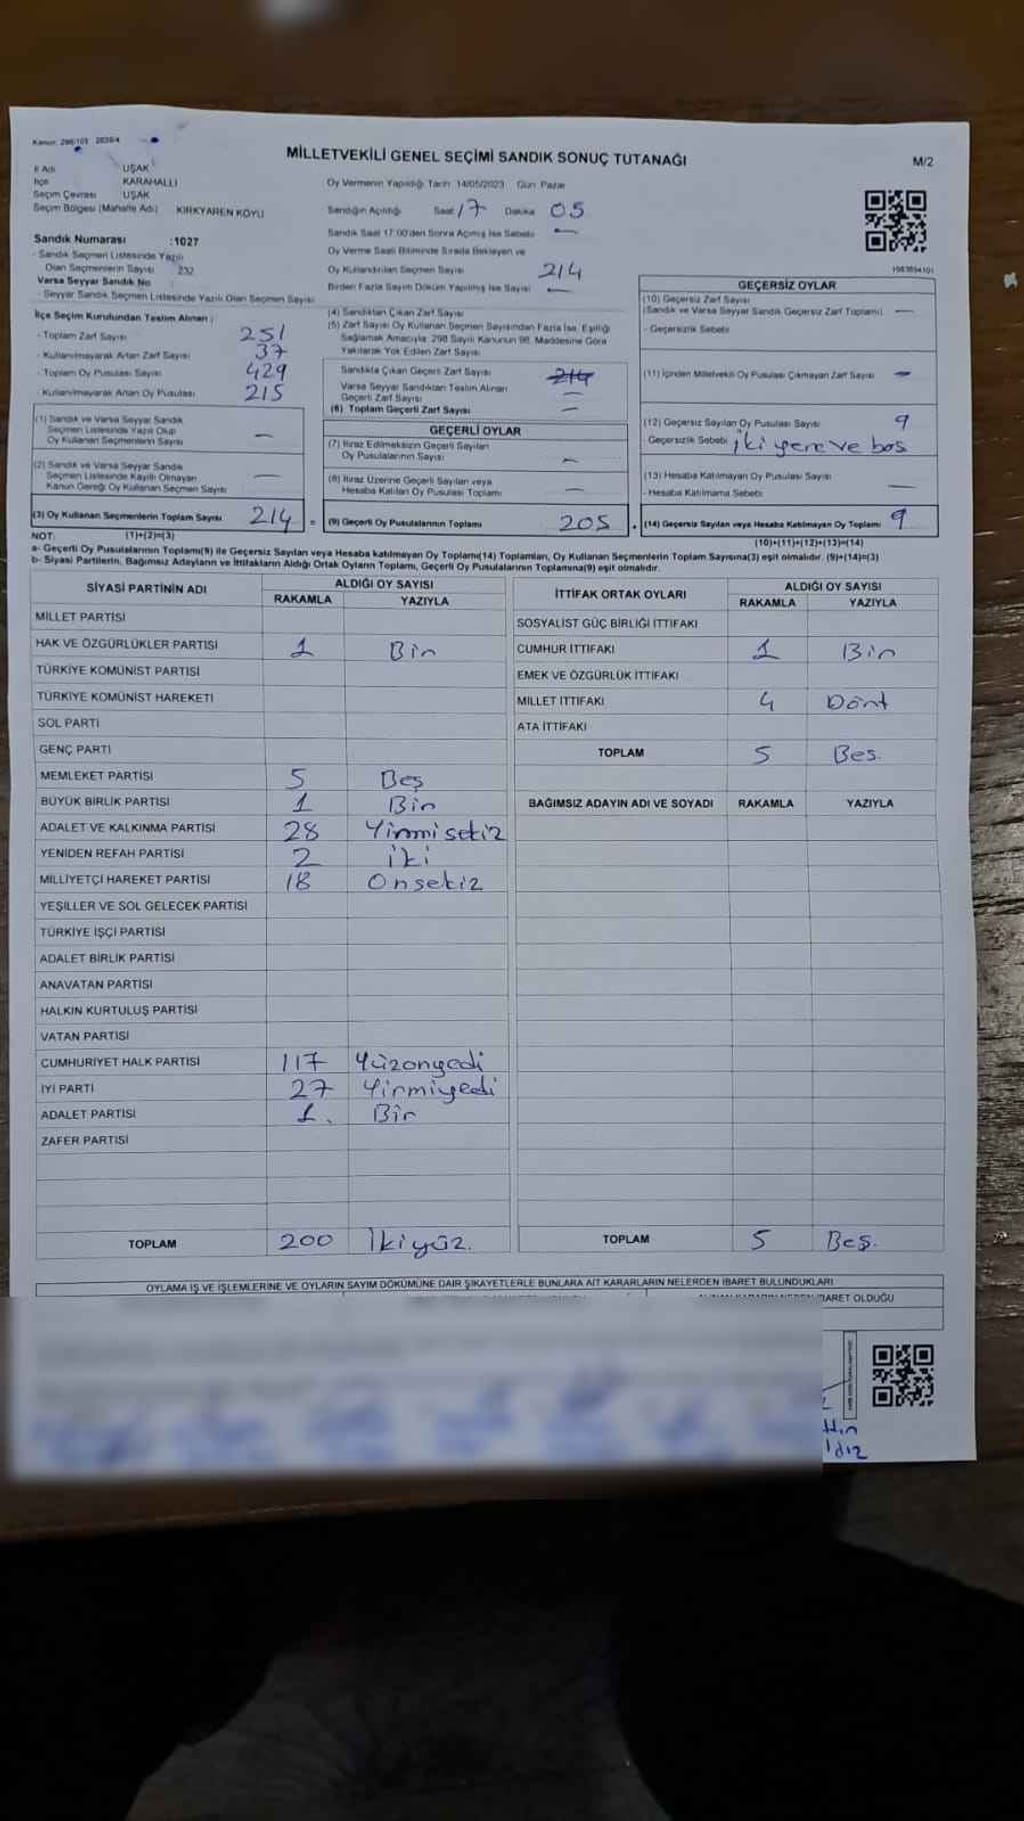 Kanun: 298/103 2839/4
MİLLETVEKİLİ GENEL SEÇİMİ SANDIK SONUÇ TUTANAĞI
M/2
İl Adı UŞAK
İlçe KARAHALLI
Seçim Çevresi UŞAK
Seçim Bölgesi (Mahalle Adı) KIRKYAREN KÖYÜ
Oy Vermenin Yapıldığı Tarih 14/05/2023 Gün Pazar
Sandığın Açıldığı Saat 17 Dakika 05
Sandık Saat 17:00'den Sonra Açılmış İse Sebebi —
Oy Verme Saati Bitiminde Sırada Bekleyen ve
Oy Kullandırılan Seçmen Sayısı 214
Birden Fazla Sayım Döküm Yapılmış İse Sayısı —
Sandık Numarası :1027
- Sandık Seçmen Listesinde Yazılı
Olan Seçmenlerin Sayısı 232
Varsa Seyyar Sandık No
- Seyyar Sandık Seçmen Listesinde Yazılı Olan Seçmen Sayısı
İlçe Seçim Kurulundan Teslim Alınan :
- Toplam Zarf Sayısı 251
- Kullanılmayarak Artan Zarf Sayısı 37
- Toplam Oy Pusulası Sayısı 429
- Kullanılmayarak Artan Oy Pusulası 215
(1) Sandık ve Varsa Seyyar Sandık
Seçmen Listesinde Yazılı Olup
Oy Kullanan Seçmenlerin Sayısı —
(2) Sandık ve Varsa Seyyar Sandık
Seçmen Listesinde Kayıtlı Olmayan
Kanun Gereği Oy Kullanan Seçmen Sayısı —
(3) Oy Kullanan Seçmenlerin Toplam Sayısı 214
(4) Sandıktan Çıkan Zarf Sayısı
(5) Zarf Sayısı Oy Kullanan Seçmen Sayısından Fazla İse, Eşitliği
Sağlamak Amacıyla, 298 Sayılı Kanunun 98. Maddesine Göre
Yakılarak Yok Edilen Zarf Sayısı
Sandıkta Çıkan Geçerli Zarf Sayısı 214
Varsa Seyyar Sandıktan Teslim Alınan
Geçerli Zarf Sayısı —
(6) Toplam Geçerli Zarf Sayısı —
GEÇERLİ OYLAR
(7) İtiraz Edilmeksizin Geçerli Sayılan
Oy Pusulalarının Sayısı —
(8) İtiraz Üzerine Geçerli Sayılan veya
Hesaba Katılan Oy Pusulası Toplamı —
= (9) Geçerli Oy Pusulalarının Toplamı 205
1083694101
GEÇERSİZ OYLAR
(10) Geçersiz Zarf Sayısı
(Sandık ve Varsa Seyyar Sandık Geçersiz Zarf Toplamı) —
- Geçersizlik Sebebi
(11) İçinden Milletvekili Oy Pusulası Çıkmayan Zarf Sayısı —
(12) Geçersiz Sayılan Oy Pusulası Sayısı 9
- Geçersizlik Sebebi iki yere ve bos
(13) Hesaba Katılmayan Oy Pusulası Sayısı —
- Hesaba Katılmama Sebebi
+ (14) Geçersiz Sayılan veya Hesaba Katılmayan Oy Toplamı 9
NOT: (1)+(2)=(3)
(10)+(11)+(12)+(13)=(14)
a- Geçerli Oy Pusulalarının Toplamı(9) ile Geçersiz Sayılan veya Hesaba katılmayan Oy Toplamı(14) Toplamları, Oy Kullanan Seçmenlerin Toplam Sayısına(3) eşit olmalıdır. (9)+(14)=(3)
b- Siyasi Partilerin, Bağımsız Adayların ve İttifakların Aldığı Ortak Oyların Toplamı, Geçerli Oy Pusulalarının Toplamına(9) eşit olmalıdır.
SİYASİ PARTİNİN ADI ALDIĞI OY SAYISI
RAKAMLA YAZIYLA
MİLLET PARTİSİ
HAK VE ÖZGÜRLÜKLER PARTİSİ 1 Bir
TÜRKİYE KOMÜNİST PARTİSİ
TÜRKİYE KOMÜNİST HAREKETİ
SOL PARTİ
GENÇ PARTİ
MEMLEKET PARTİSİ 5 Beş
BÜYÜK BİRLİK PARTİSİ 1 Bir
ADALET VE KALKINMA PARTİSİ 28 Yirmi sekiz
YENİDEN REFAH PARTİSİ 2 iki
MİLLİYETÇİ HAREKET PARTİSİ 18 Onsekiz
YEŞİLLER VE SOL GELECEK PARTİSİ
TÜRKİYE İŞÇİ PARTİSİ
ADALET BİRLİK PARTİSİ
ANAVATAN PARTİSİ
HALKIN KURTULUŞ PARTİSİ
VATAN PARTİSİ
CUMHURİYET HALK PARTİSİ 117 Yüzonyedi
İYİ PARTİ 27 Yirmiyedi
ADALET PARTİSİ 1. Bir
ZAFER PARTİSİ
TOPLAM 200 İkiyüz.
İTTİFAK ORTAK OYLARI ALDIĞI OY SAYISI
RAKAMLA YAZIYLA
SOSYALİST GÜÇ BİRLİĞİ İTTİFAKI
CUMHUR İTTİFAKI 1 Bir
EMEK VE ÖZGÜRLÜK İTTİFAKI
MİLLET İTTİFAKI 4 Dört
ATA İTTİFAKI
TOPLAM 5 Bes.
BAĞIMSIZ ADAYIN ADI VE SOYADI RAKAMLA YAZIYLA
TOPLAM 5 Beş.
OYLAMA İŞ VE İŞLEMLERİNE VE OYLARIN SAYIM DÖKÜMÜNE DAİR ŞİKAYETLERLE BUNLARA AİT KARARLARIN NELERDEN İBARET BULUNDUKLARI
BARET OLDUĞU